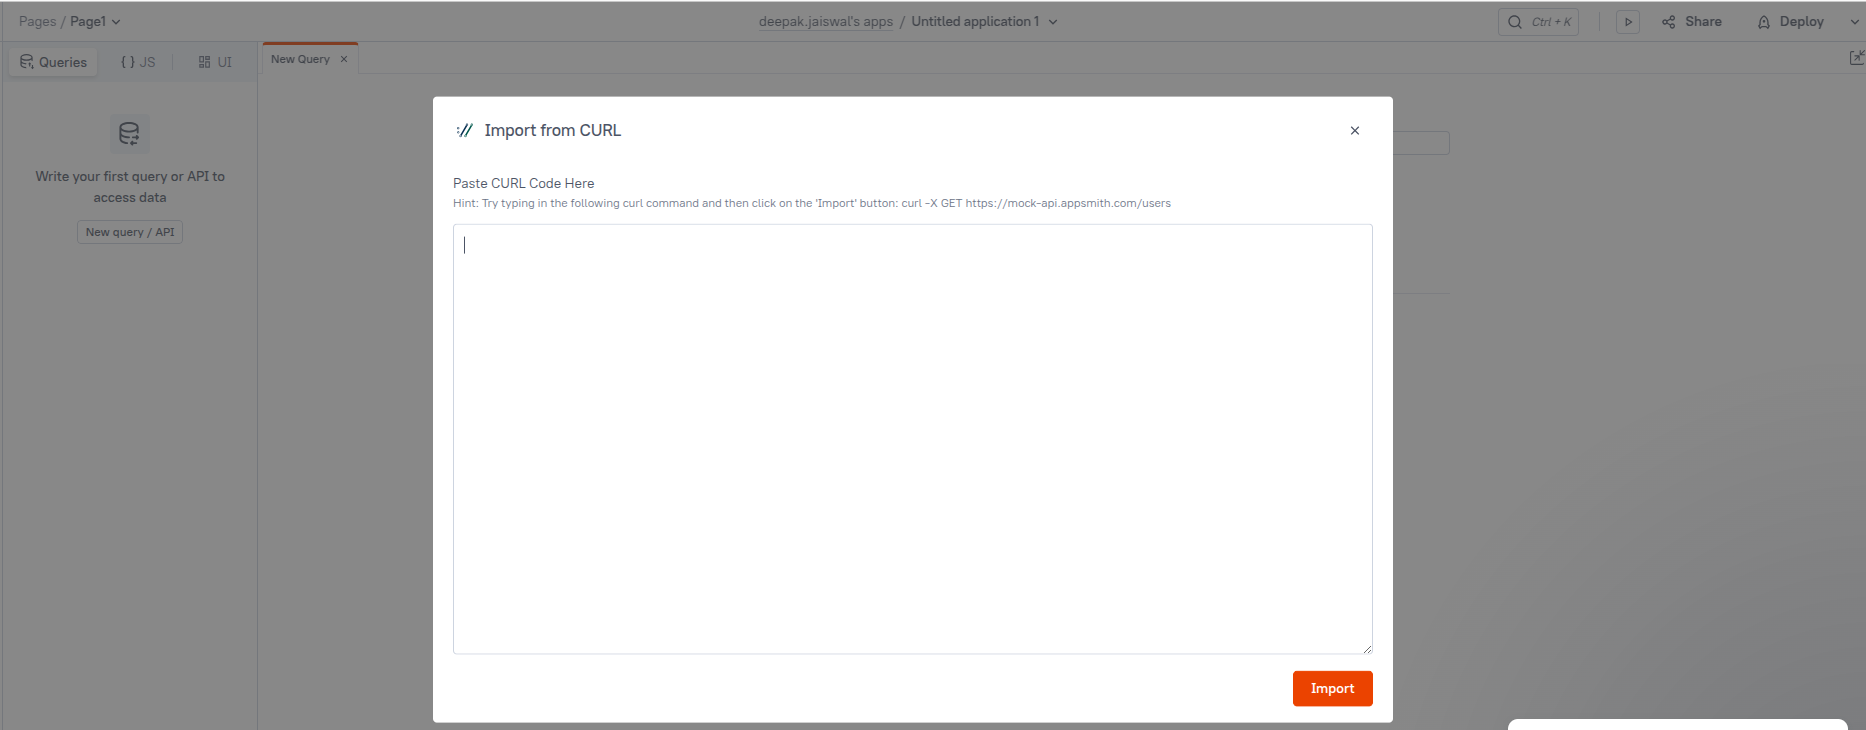 Pages / Page1
deepak.jaiswal's apps / Untitled application 1
Ctrl + K
Share
Deploy
Queries
{ } JS
UI
New Query
Write your first query or API to
access data
New query / API
Import from CURL
Paste CURL Code Here
Hint: Try typing in the following curl command and then click on the 'Import' button: curl -X GET https://mock-api.appsmith.com/users
Import